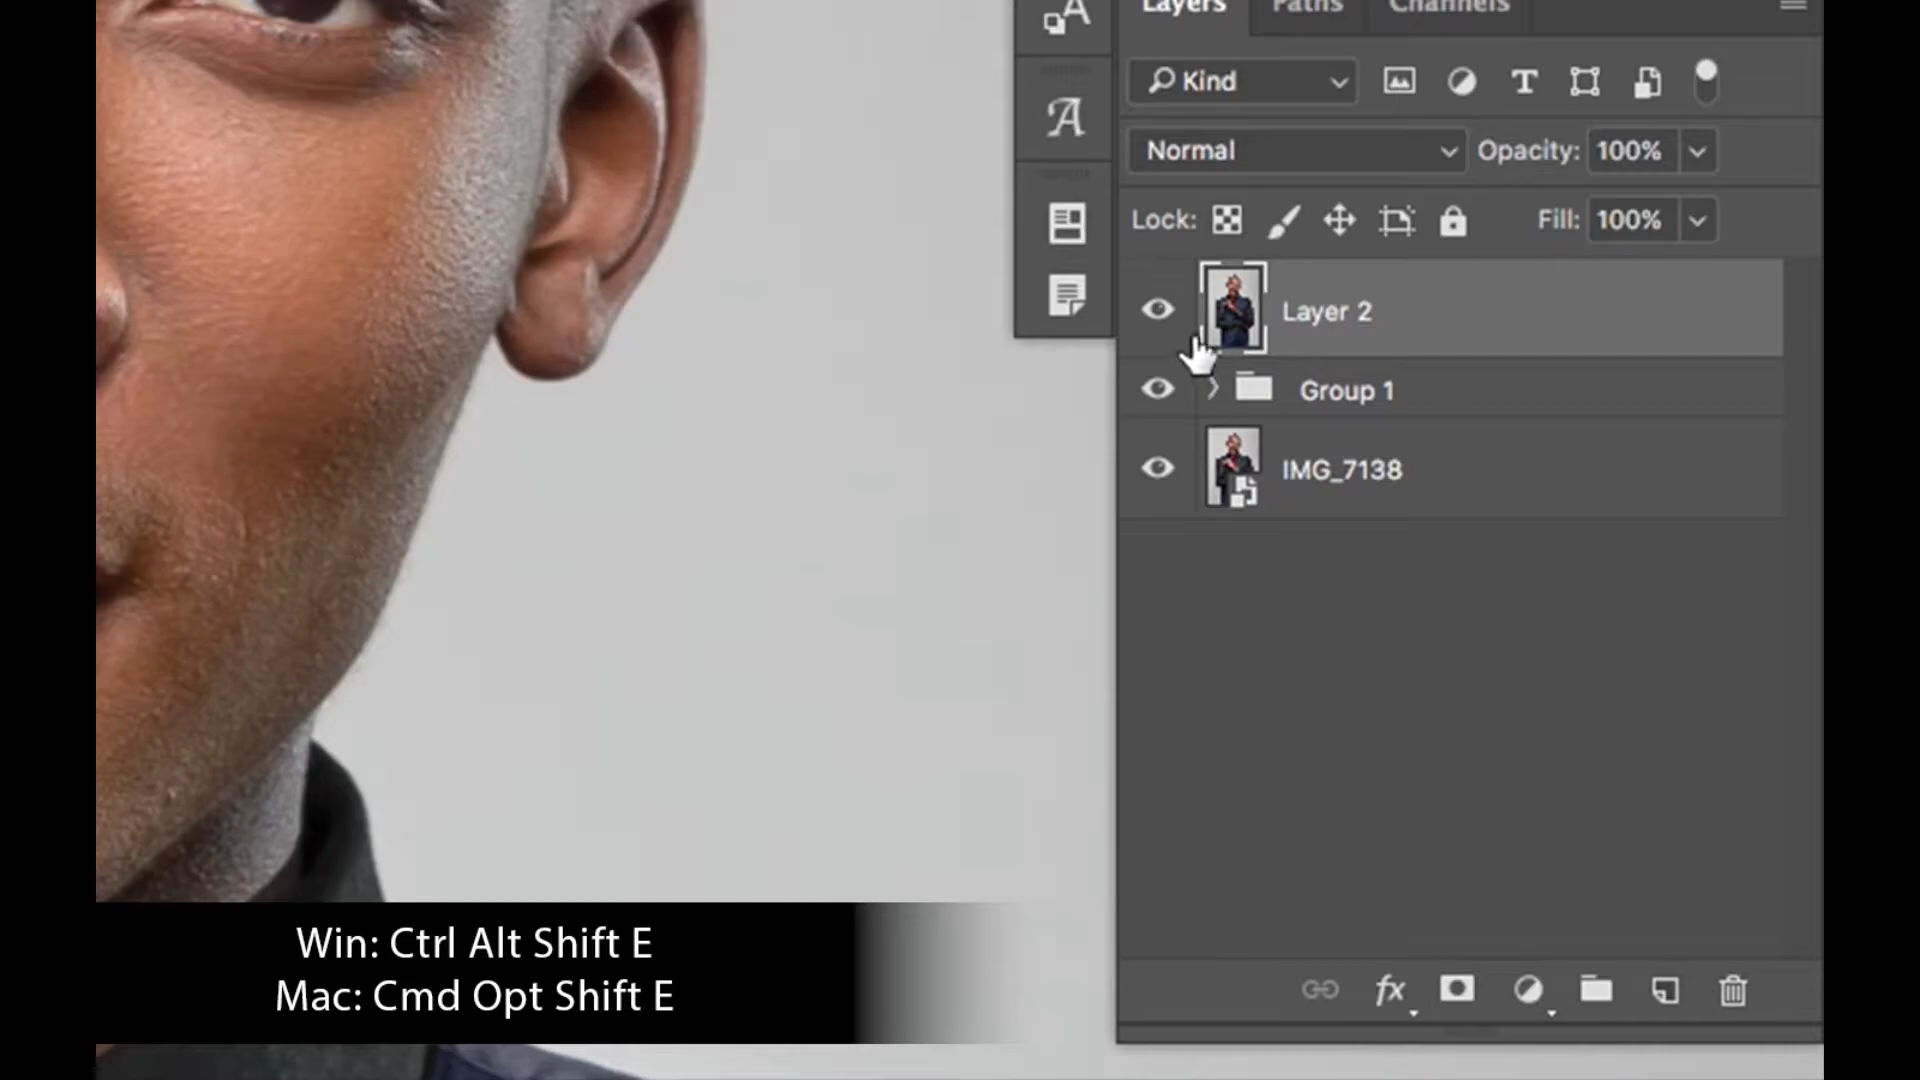 Layers Paths Channels
Kind
Normal Opacity: 100%
Lock: Fill: 100%
Layer 2
Group 1
IMG_7138
fx
Win: Ctrl Alt Shift E
Mac: Cmd Opt Shift E